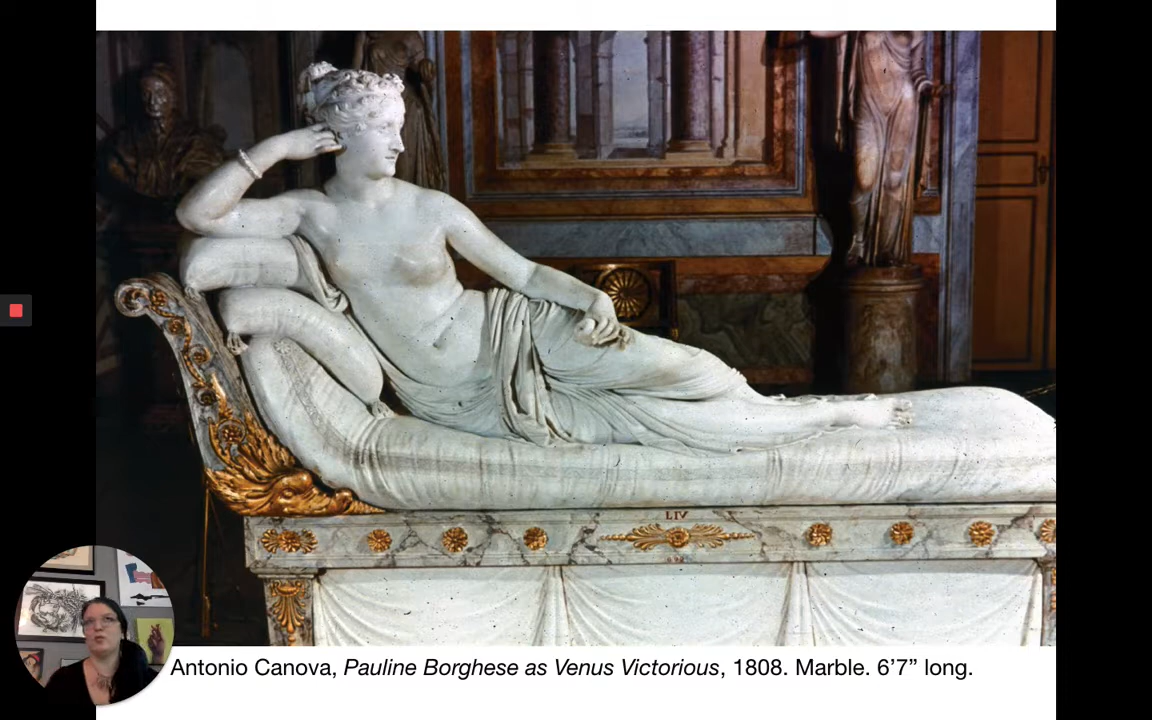 LIV
Antonio Canova, Pauline Borghese as Venus Victorious, 1808. Marble. 6’7” long.